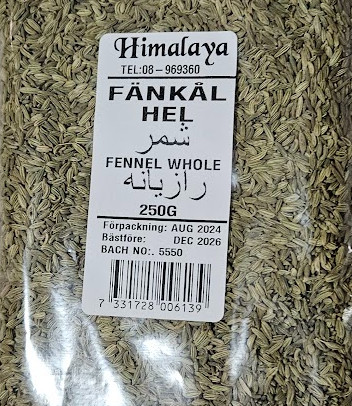 Himalaya
TEL:08 – 969360
FÄNKÅL
HEL
شمر
FENNEL WHOLE
رازیانه
250G
Förpackning: AUG 2024
Bästföre: DEC 2026
BACH NO:. 5550
7 331728 006139